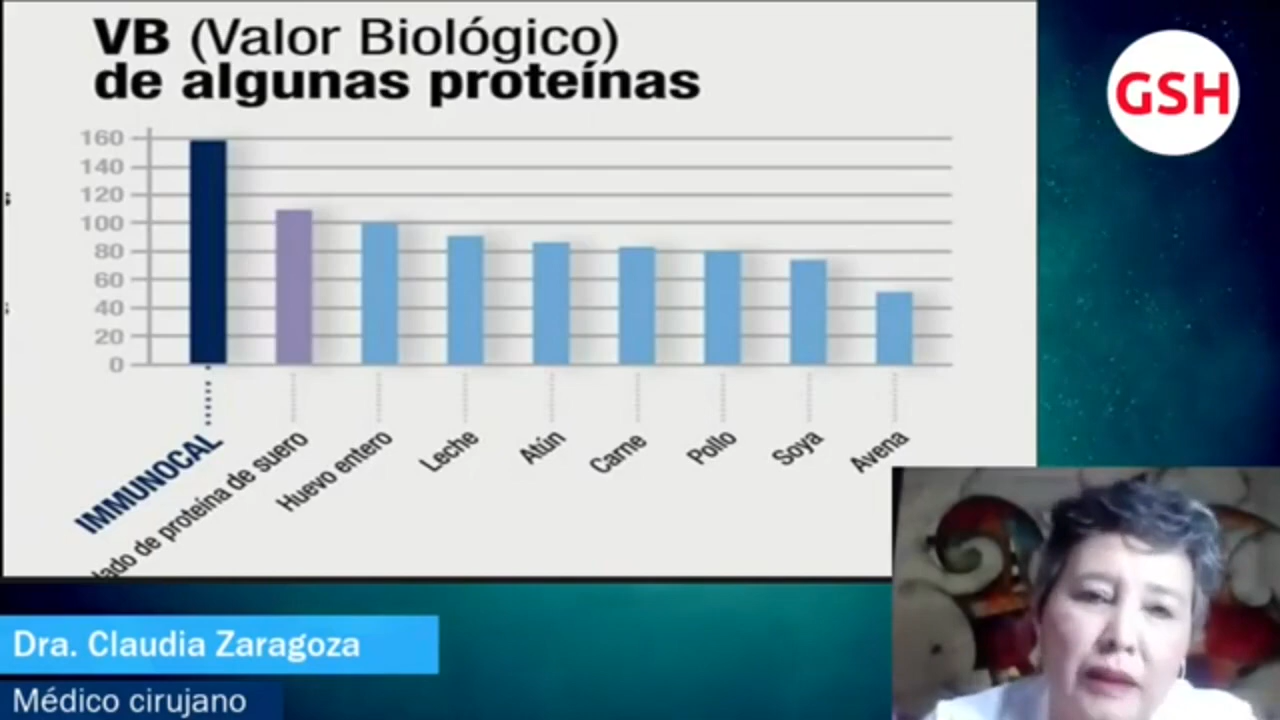 VB (Valor Biológico)
de algunas proteínas
160
140
120
100
80
60
40
20
0
IMMUNOCAL
de proteína de suero
Huevo entero
Leche
Atún
Carne
Pollo
Soya
Avena
GSH
Dra. Claudia Zaragoza
Médico cirujano